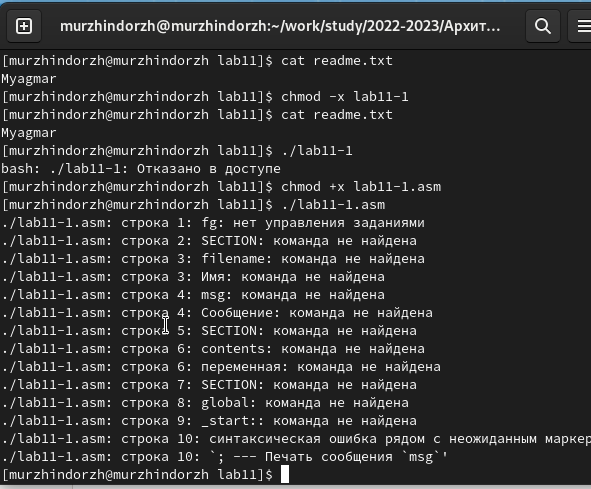 murzhindorzh@murzhindorzh:~/work/study/2022-2023/Архит...
[murzhindorzh@murzhindorzh lab11]$ cat readme.txt
Myagmar
[murzhindorzh@murzhindorzh lab11]$ chmod -x lab11-1
[murzhindorzh@murzhindorzh lab11]$ cat readme.txt
Myagmar
[murzhindorzh@murzhindorzh lab11]$ ./lab11-1
bash: ./lab11-1: Отказано в доступе
[murzhindorzh@murzhindorzh lab11]$ chmod +x lab11-1.asm
[murzhindorzh@murzhindorzh lab11]$ ./lab11-1.asm
./lab11-1.asm: строка 1: fg: нет управления заданиями
./lab11-1.asm: строка 2: SECTION: команда не найдена
./lab11-1.asm: строка 3: filename: команда не найдена
./lab11-1.asm: строка 3: Имя: команда не найдена
./lab11-1.asm: строка 4: msg: команда не найдена
./lab11-1.asm: строка 4: Сообщение: команда не найдена
./lab11-1.asm: строка 5: SECTION: команда не найдена
./lab11-1.asm: строка 6: contents: команда не найдена
./lab11-1.asm: строка 6: переменная: команда не найдена
./lab11-1.asm: строка 7: SECTION: команда не найдена
./lab11-1.asm: строка 8: global: команда не найдена
./lab11-1.asm: строка 9: _start:: команда не найдена
./lab11-1.asm: строка 10: синтаксическая ошибка рядом с неожиданным маркер
./lab11-1.asm: строка 10: `; --- Печать сообщения `msg`'
[murzhindorzh@murzhindorzh lab11]$